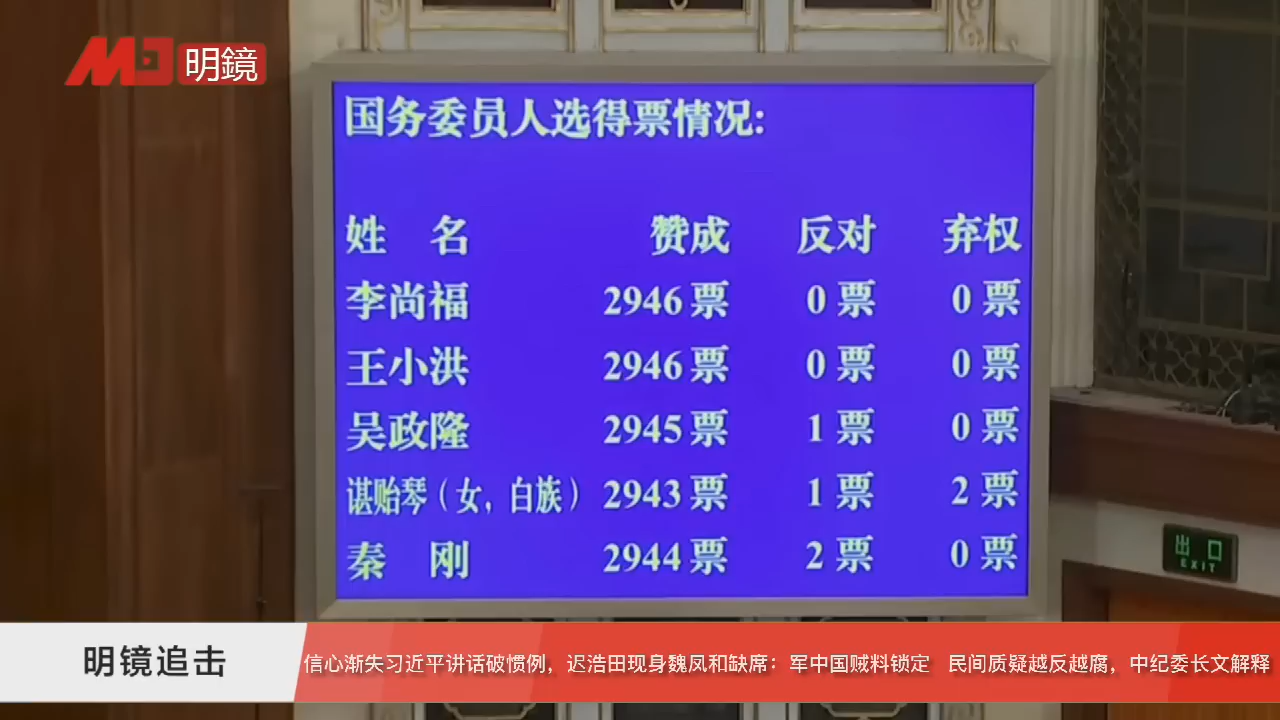 明鏡
国务委员人选得票情况:
姓 名 赞成 反对 弃权
李尚福 2946票 0票 0票
王小洪 2946票 0票 0票
吴政隆 2945票 1票 0票
谌贻琴（女，白族） 2943票 1票 2票
秦 刚 2944票 2票 0票
出口
EXIT
明镜追击
信心渐失习近平讲话破惯例，迟浩田现身魏凤和缺席：军中国贼料锁定 民间质疑越反越腐，中纪委长文解释